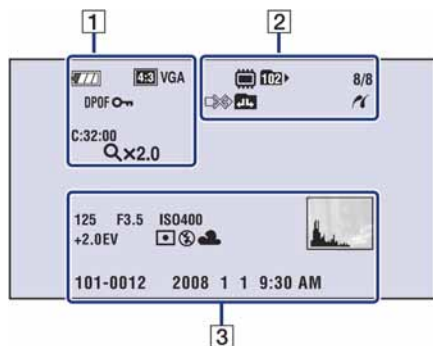 1
2
4:3 VGA
102
8/8
DPOF
C:32:00
×2.0
125 F3.5 ISO400
+2.0EV
101-0012 2008 1 1 9:30 AM
3